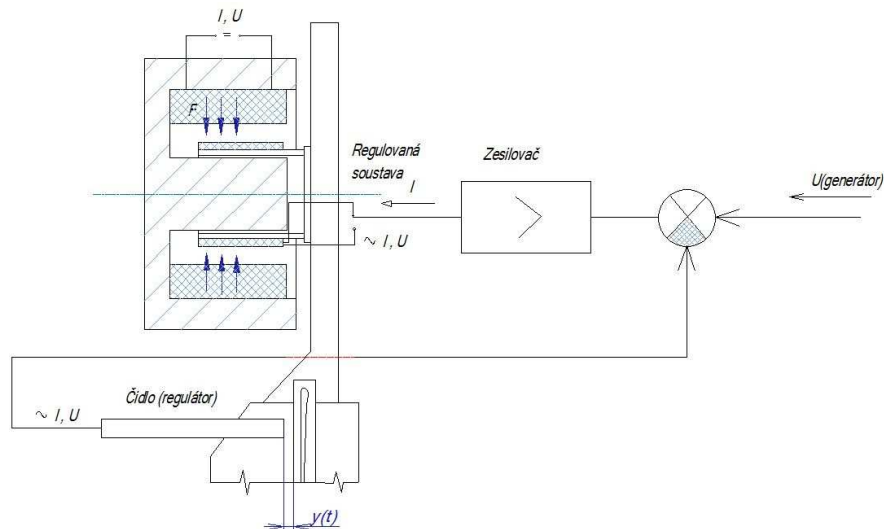 I, U
=
F
Regulovaná
soustava
I
Zesilovač
U(generátor)
~ I, U
Čidlo (regulátor)
~ I, U
y(t)